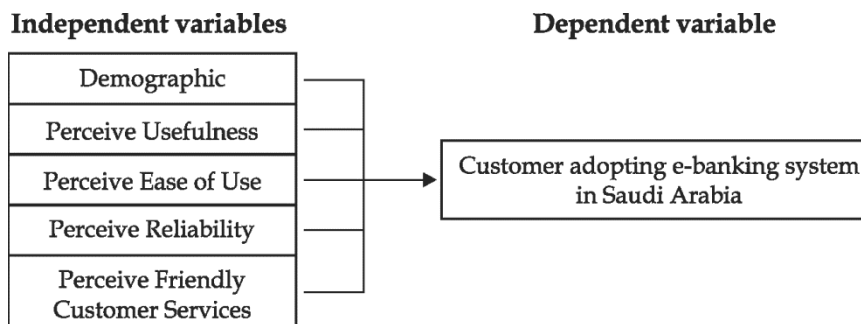 Independent variables
Dependent variable
Demographic
Perceive Usefulness
Perceive Ease of Use
Perceive Reliability
Perceive Friendly
Customer Services
Customer adopting e-banking system
in Saudi Arabia